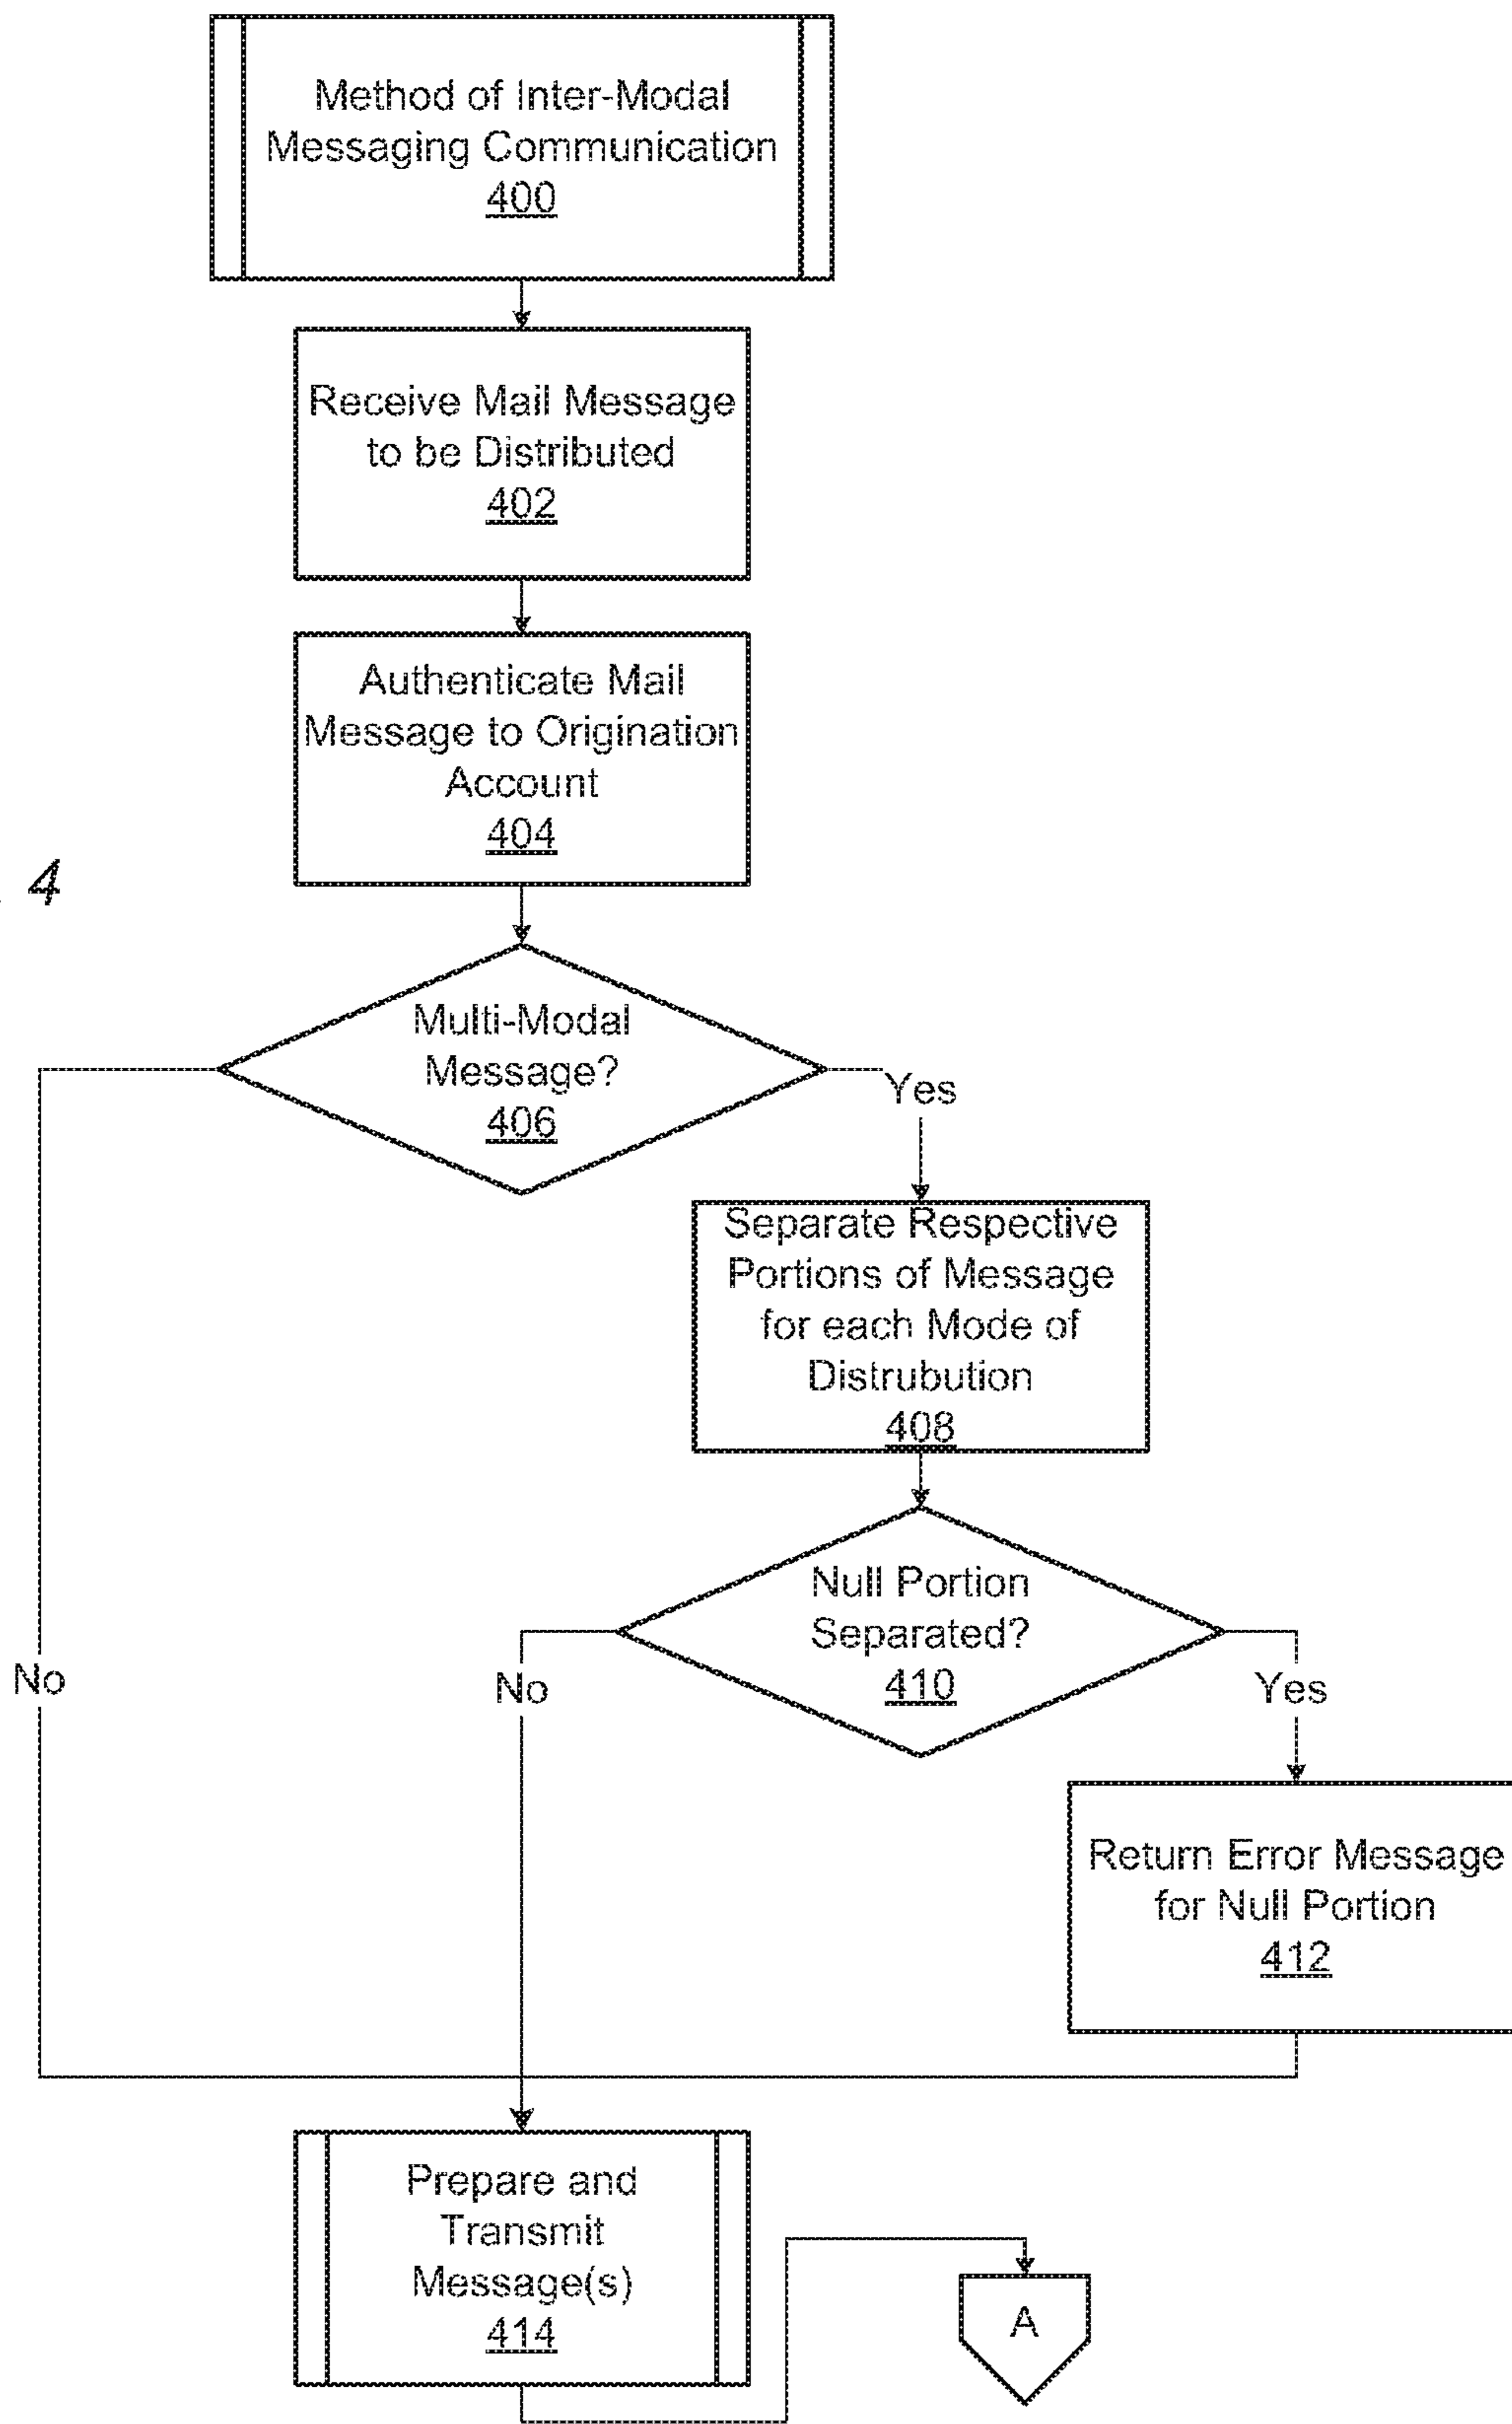 Method of Inter-Modal
Messaging Communication
400
Receive Mail Message
to be Distributed
402
Authenticate Mail
Message to Origination
Account
404
4
Multi-Modal
Message?
406
Yes
Separate Respective
Portions of Message
for each Mode of
Distrubution
408
Null Portion
Separated?
410
No
No
Yes
Return Error Message
for Null Portion
412
Prepare and
Transmit
Message(s)
414
A